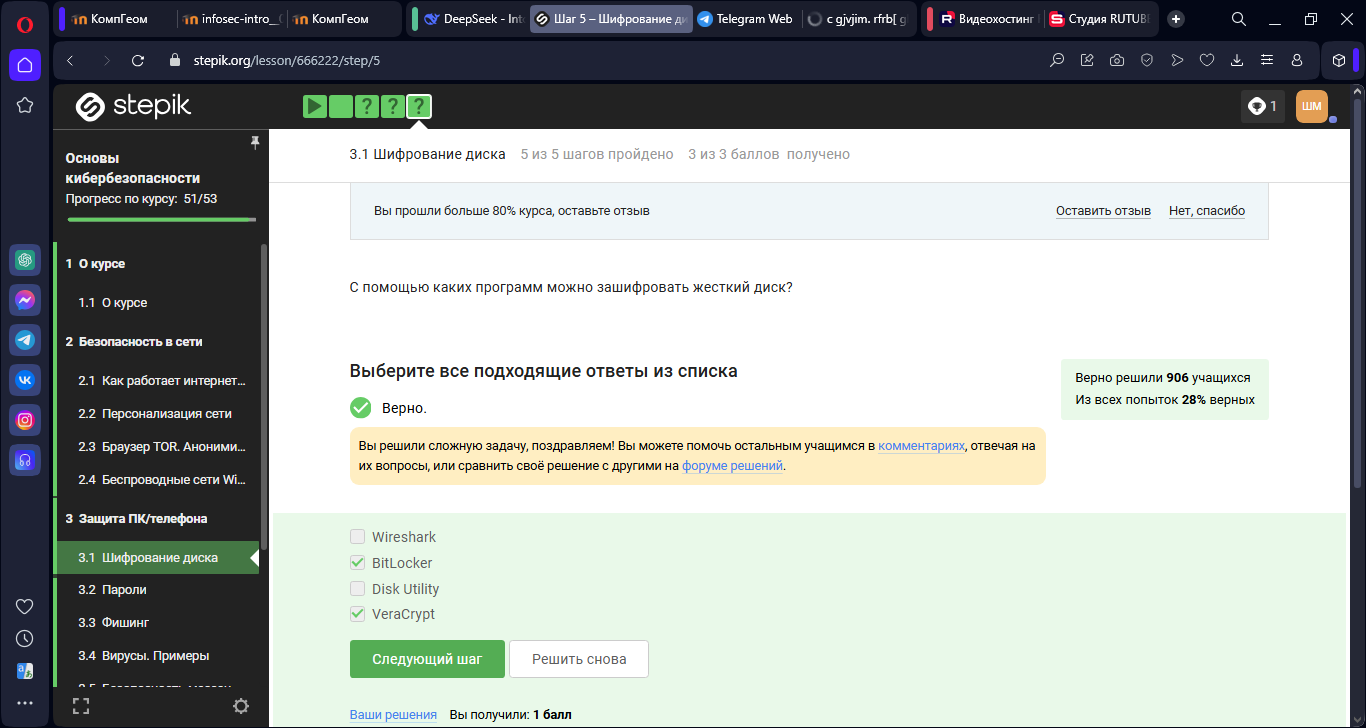 КомпГеом
infosec-intro__
КомпГеом
DeepSeek - Inte
Шаг 5 – Шифрование ди
Telegram Web
с gjvjim. rfrb[ g
Видеохостинг
Студия RUTUBE
stepik.org/lesson/666222/step/5
stepik
? ? ?
1
ШМ
Основы
кибербезопасности
Прогресс по курсу: 51/53
1 О курсе
1.1 О курсе
2 Безопасность в сети
2.1 Как работает интернет...
2.2 Персонализация сети
2.3 Браузер TOR. Аноними...
2.4 Беспроводные сети Wi...
3 Защита ПК/телефона
3.1 Шифрование диска
3.2 Пароли
3.3 Фишинг
3.4 Вирусы. Примеры
3.1 Шифрование диска 5 из 5 шагов пройдено 3 из 3 баллов получено
Вы прошли больше 80% курса, оставьте отзыв
Оставить отзыв Нет, спасибо
С помощью каких программ можно зашифровать жесткий диск?
Выберите все подходящие ответы из списка
Верно.
Верно решили 906 учащихся
Из всех попыток 28% верных
Вы решили сложную задачу, поздравляем! Вы можете помочь остальным учащимся в комментариях, отвечая на
их вопросы, или сравнить своё решение с другими на форуме решений.
Wireshark
BitLocker
Disk Utility
VeraCrypt
Следующий шаг Решить снова
Ваши решения Вы получили: 1 балл